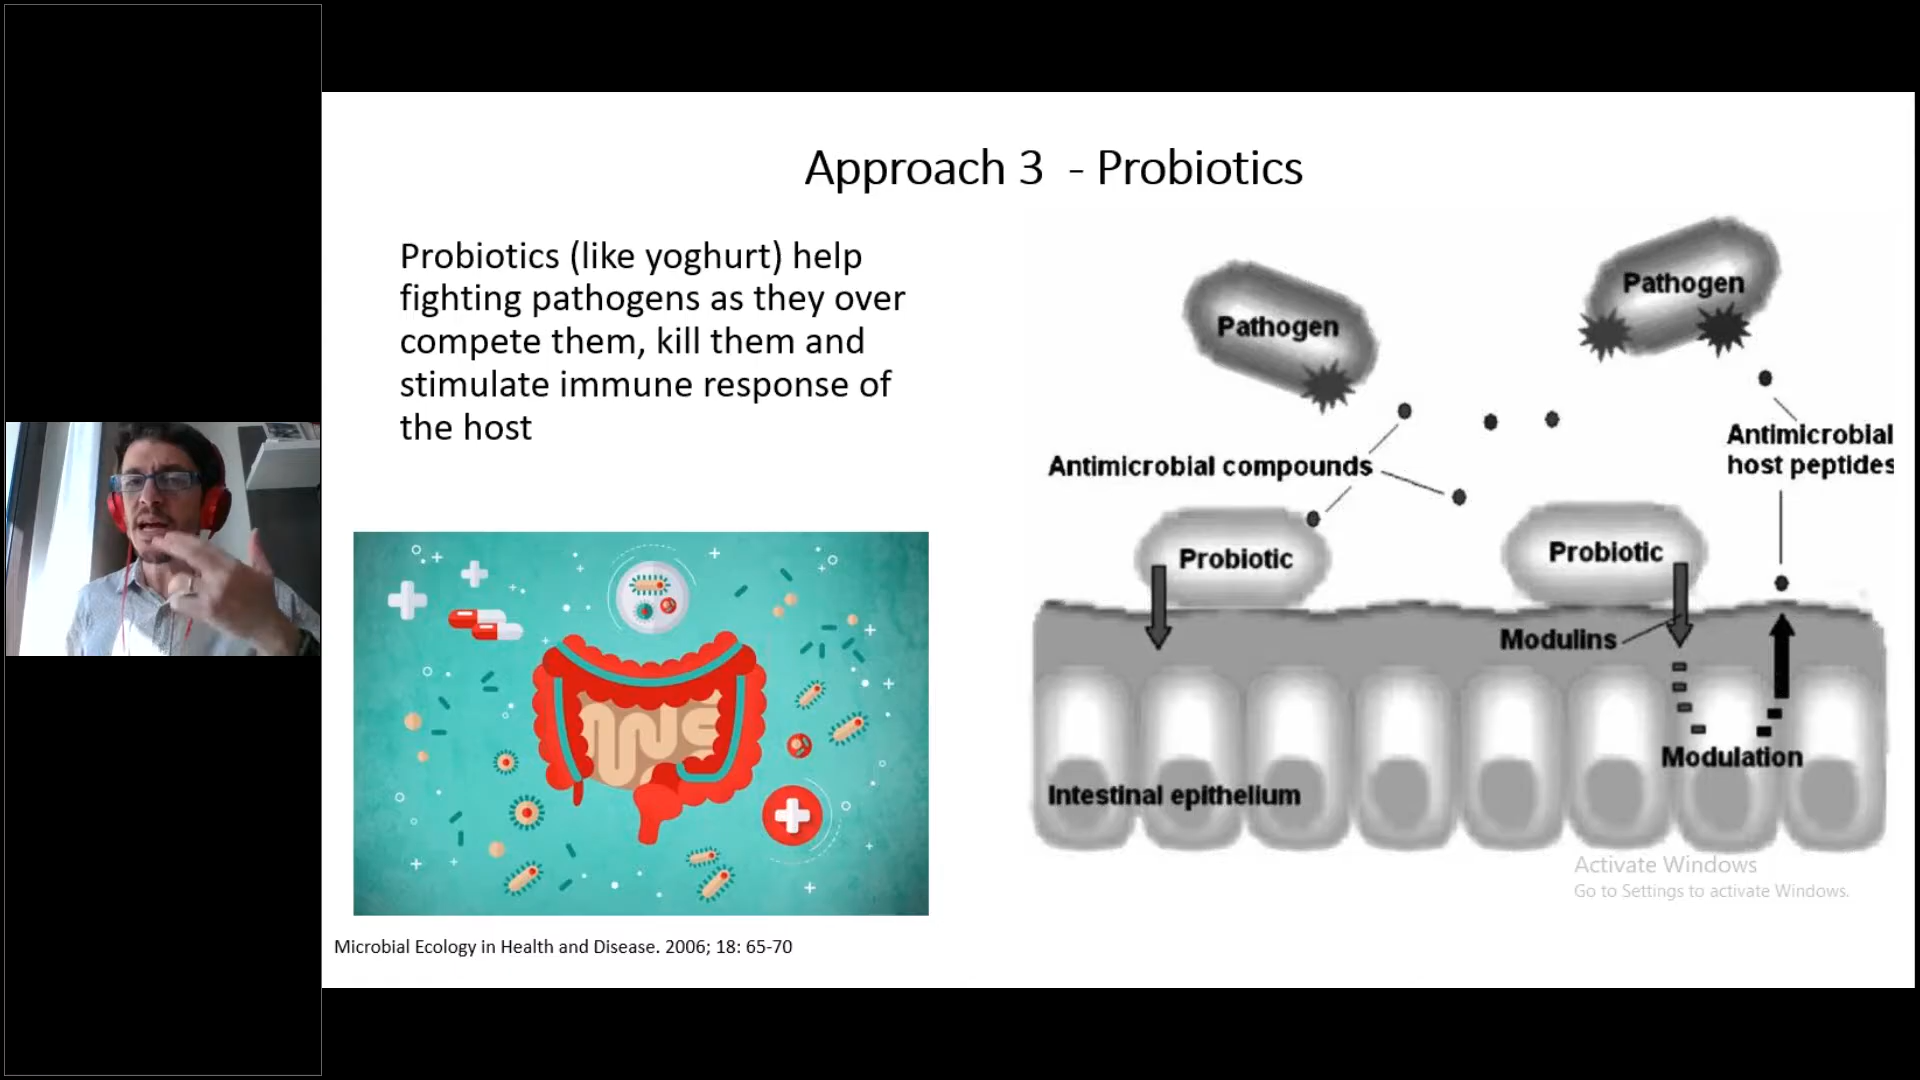 Approach 3 - Probiotics
Probiotics (like yoghurt) help
fighting pathogens as they over
compete them, kill them and
stimulate immune response of
the host
Pathogen
Pathogen
Antimicrobial compounds
Antimicrobial
host peptides
Probiotic
Probiotic
Modulins
Modulation
Intestinal epithelium
Activate Windows
Go to Settings to activate Windows.
Microbial Ecology in Health and Disease. 2006; 18: 65-70